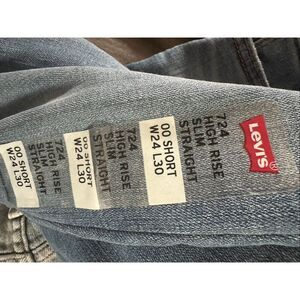 Levi's
724
HIGH RISE
SLIM
STRAIGHT
00 SHORT
W24 L30
724
HIGH RISE
SLIM
STRAIGHT
00 SHORT
W24 L30
724
HIGH RISE
SLIM
STRAIGHT
00 SHORT
W24 L30